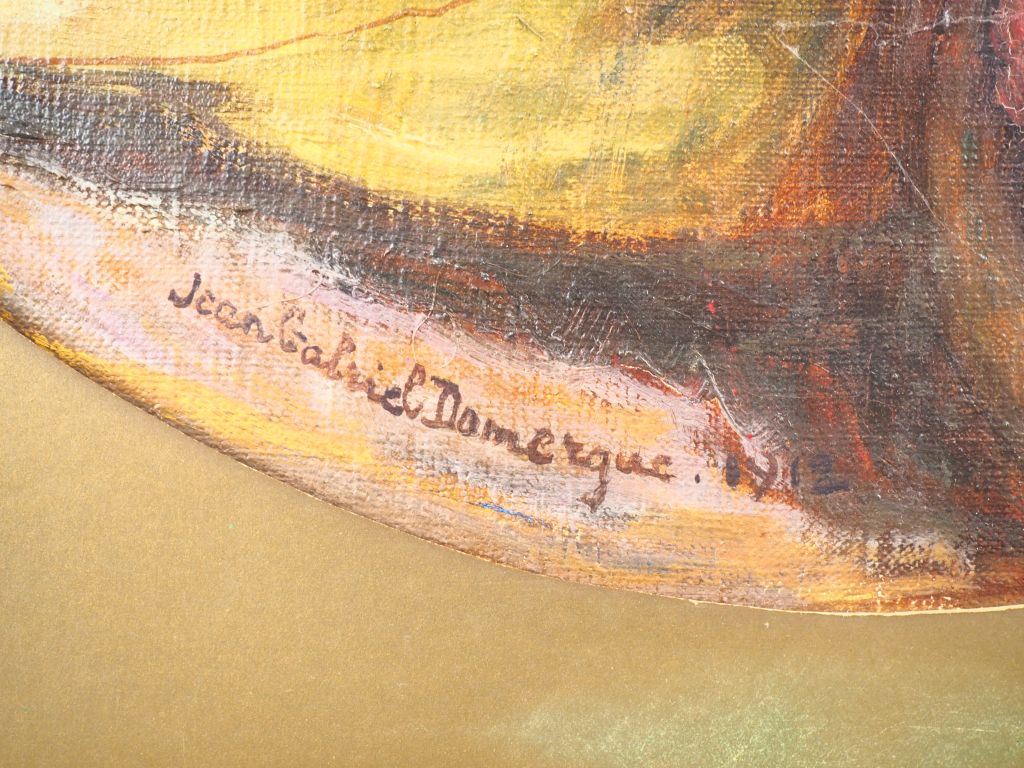 Jean Gabriel Domergue . 1912